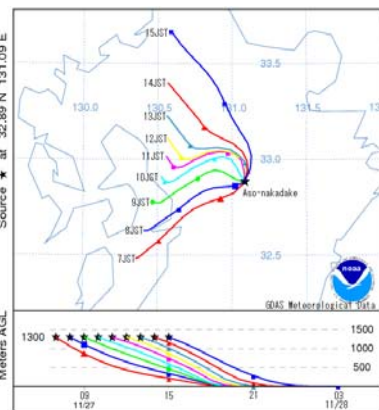 15JST
14JST
13JST
12JST
11JST
10JST
9JST
8JST
7JST
130.0
130.5
131.0
131.5
132.0
33.5
33.0
32.5
Aso-nakadake
noaa
GDAS Meteorological Data
Source ★ at 32.89 N 131.09 E
Meters AGL
1300
1500
1000
500
09
15
21
03
11/27
11/28